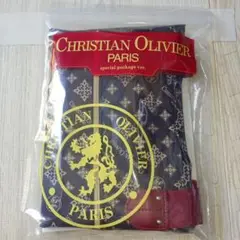 CHRISTIAN OLIVIER
PARIS
special package ver.
CHRISTIAN OLIVIER
PARIS